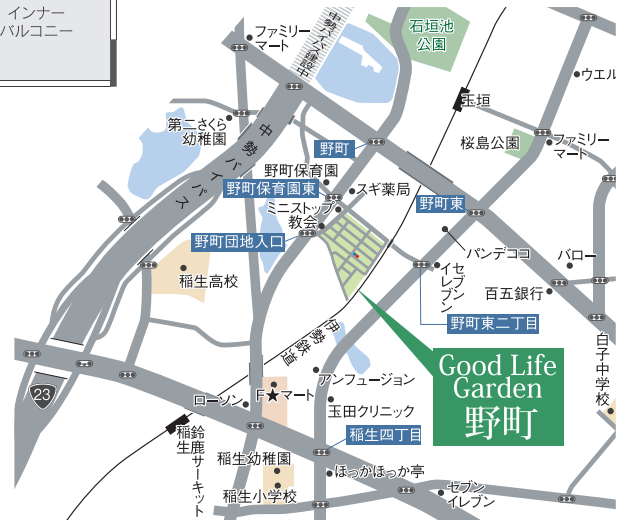 インナー
バルコニー
ファミリー
マート
中勢バイパス建設中
石垣池
公園
ウエル
玉垣
第二さくら
幼稚園
中勢バイパス
野町
桜島公園
ファミリー
マート
野町保育園
野町保育園東
スギ薬局
ミニストップ
教会
野町東
野町団地入口
パンデココ
バロー
稲生高校
セブン
イレブン
百五銀行
野町東二丁目
伊勢鉄道
白子中学校
Good Life
Garden
野町
アンフュージョン
23
F★マート
ローソン
玉田クリニック
鈴鹿サーキット
稲生
稲生四丁目
稲生幼稚園
ほっかほっか亭
稲生小学校
セブン
イレブン